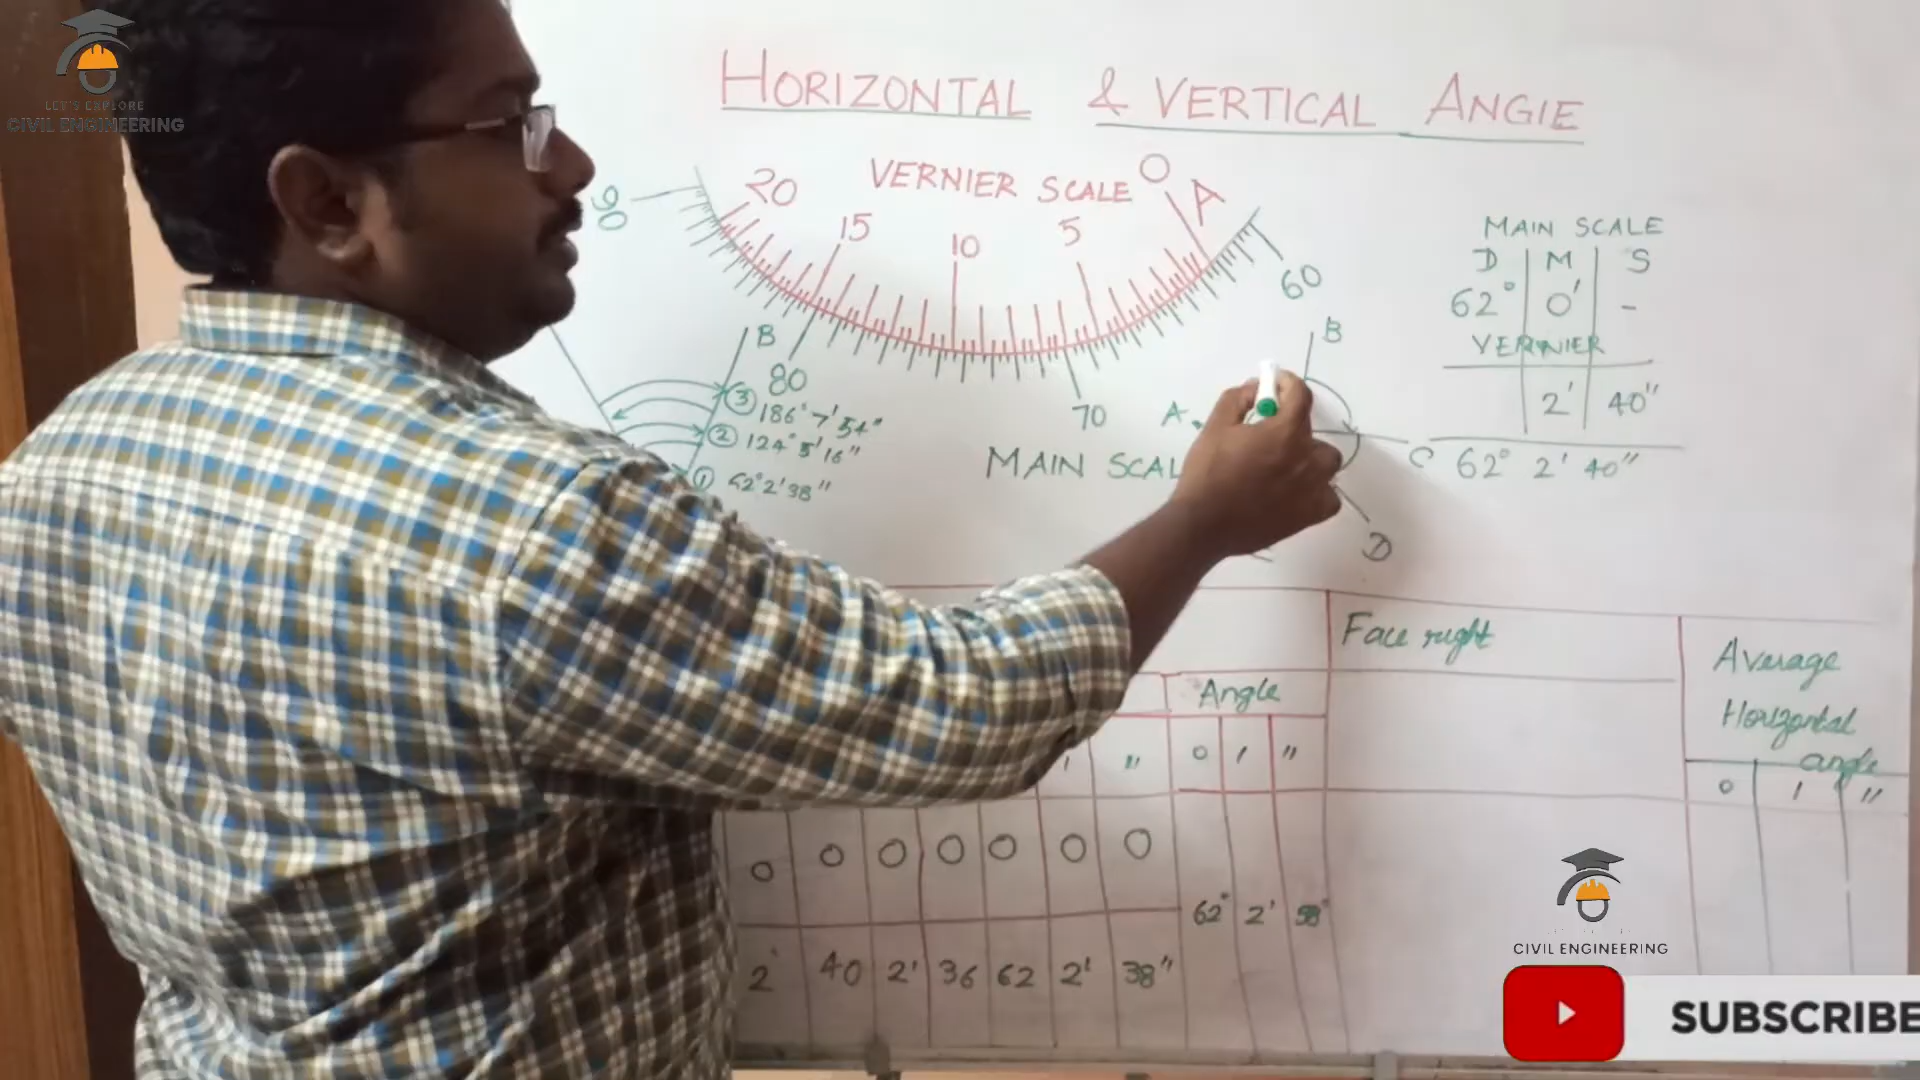 LET'S EXPLORE
CIVIL ENGINEERING
HORIZONTAL & VERTICAL ANGlE
VERNIER SCALE
20
15
10
5
0
A
90
80
70
60
MAIN SCAL
B
③ 186° 7' 54"
② 124° 5' 16"
① 62° 2' 38"
B
A
C
D
MAIN SCALE
D M S
62° 0' -
VERNIER
2' 40"
62° 2' 40"
Face right
Average
Horizontal
angle
Angle
' " 0 ' "
0 ' "
0 0 0 0 0 0 0
62° 2'
2' 40 2' 36 62 2' 38"
CIVIL ENGINEERING
SUBSCRIBE